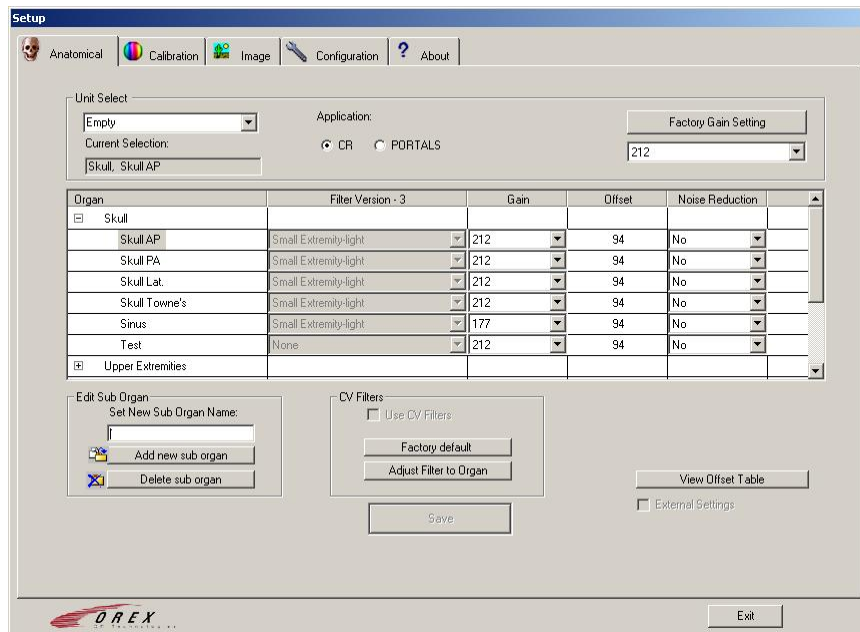 Setup
Anatomical Calibration Image Configuration ? About
Unit Select
Empty
Application:
Factory Gain Setting
Current Selection:
CR PORTALS
212
Skull, Skull AP
Organ Filter Version - 3 Gain Offset Noise Reduction
Skull
Skull AP Small Extremity-light 212 94 No
Skull PA Small Extremity-light 212 94 No
Skull Lat. Small Extremity-light 212 94 No
Skull Towne's Small Extremity-light 212 94 No
Sinus Small Extremity-light 177 94 No
Test None 212 94 No
Upper Extremities
Edit Sub Organ
Set New Sub Organ Name:
Add new sub organ
Delete sub organ
CV Filters
Use CV Filters
Factory default
Adjust Filter to Organ
View Offset Table
External Settings
Save
OREX
Exit